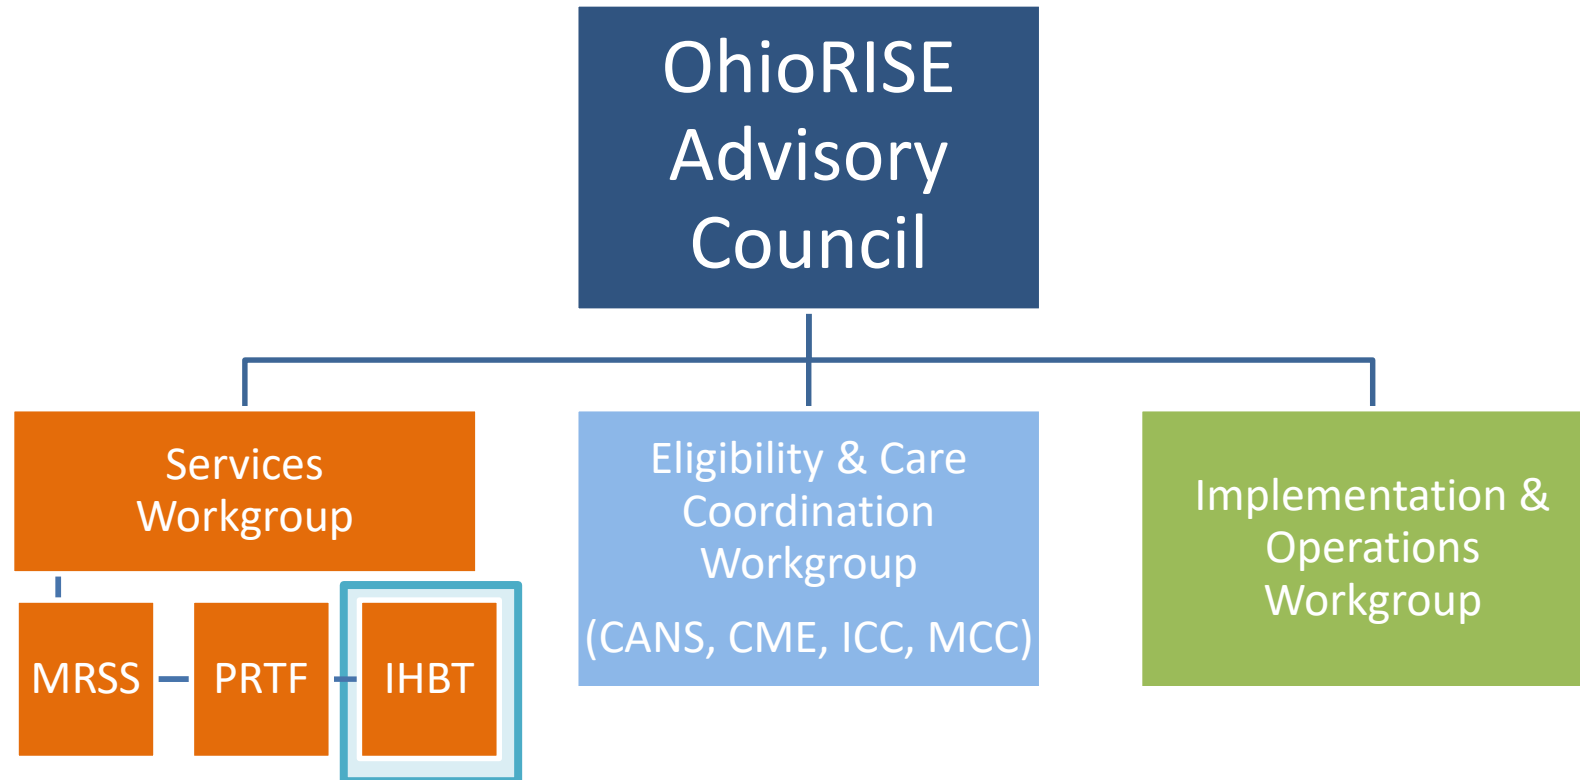 OhioRISE
Advisory
Council
Services
Workgroup
MRSS
PRTF
IHBT
Eligibility & Care
Coordination
Workgroup
(CANS, CME, ICC, MCC)
Implementation &
Operations
Workgroup